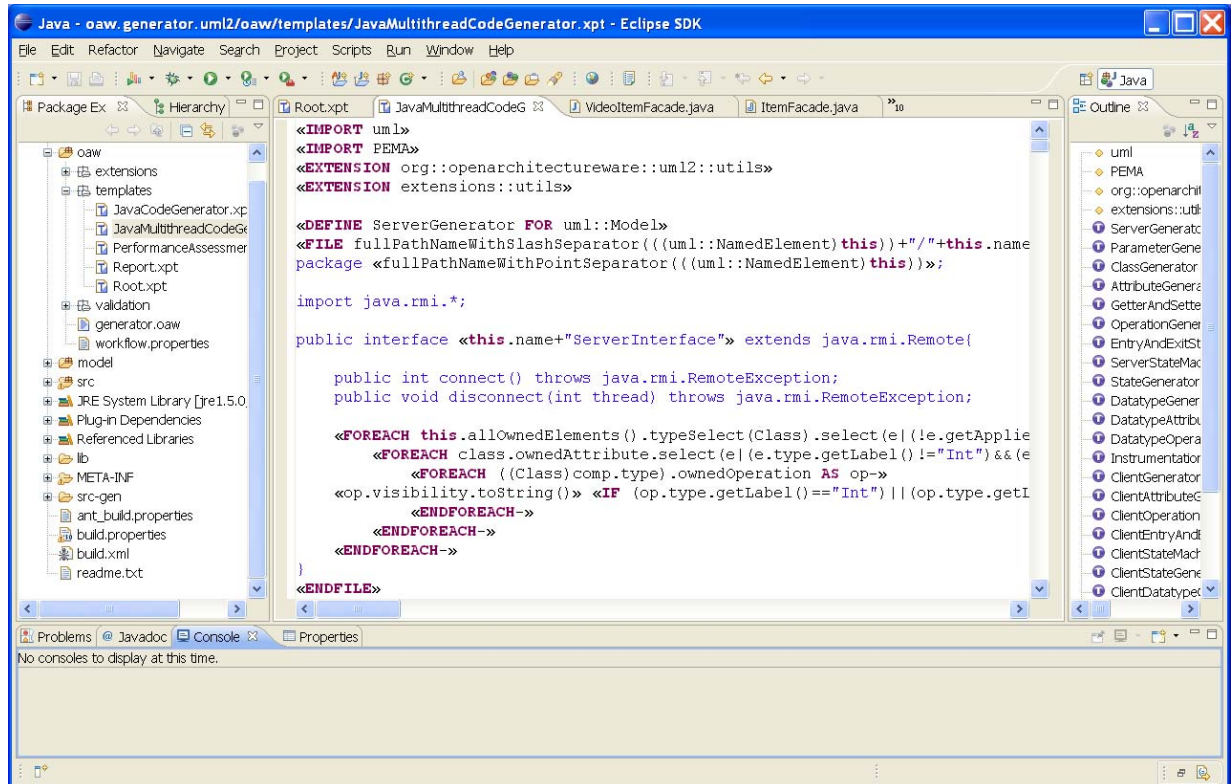 Java - oaw.generator.uml2/oaw/templates/JavaMultithreadCodeGenerator.xpt - Eclipse SDK
File Edit Refactor Navigate Search Project Scripts Run Window Help
Java
Package Ex Hierarchy
oaw
extensions
templates
JavaCodeGenerator.xp
JavaMultithreadCodeGe
PerformanceAssessmer
Report.xpt
Root.xpt
validation
generator.oaw
workflow.properties
model
src
JRE System Library [jre1.5.0
Plug-in Dependencies
Referenced Libraries
lib
META-INF
src-gen
ant_build.properties
build.properties
build.xml
readme.txt
Root.xpt JavaMultithreadCodeG VideoItemFacade.java ItemFacade.java »10
«IMPORT uml»
«IMPORT PEMA»
«EXTENSION org::openarchitectureware::uml2::utils»
«EXTENSION extensions::utils»
«DEFINE ServerGenerator FOR uml::Model»
«FILE fullPathNameWithSlashSeparator(((uml::NamedElement)this))+"/"+this.name
package «fullPathNameWithPointSeparator(((uml::NamedElement)this))»;
import java.rmi.*;
public interface «this.name+"ServerInterface"» extends java.rmi.Remote{
public int connect() throws java.rmi.RemoteException;
public void disconnect(int thread) throws java.rmi.RemoteException;
«FOREACH this.allOwnedElements().typeSelect(Class).select(e|(!e.getApplie
«FOREACH class.ownedAttribute.select(e|(e.type.getLabel()!="Int")&&(e
«FOREACH ((Class)comp.type).ownedOperation AS op-»
«op.visibility.toString()» «IF (op.type.getLabel()=="Int")||(op.type.getL
«ENDFOREACH-»
«ENDFOREACH-»
«ENDFOREACH-»
}
«ENDFILE»
Outline
uml
PEMA
org::openarchit
extensions::util
ServerGenerato
ParameterGene
ClassGenerator
AttributeGenera
GetterAndSette
OperationGener
EntryAndExitSt
ServerStateMac
StateGenerator
DatatypeGener
DatatypeAttribu
DatatypeOpera
Instrumentation
ClientGenerator
ClientAttributeG
ClientOperation
ClientEntryAndE
ClientStateMach
ClientStateGene
ClientDatatypeG
Problems @ Javadoc Console Properties
No consoles to display at this time.